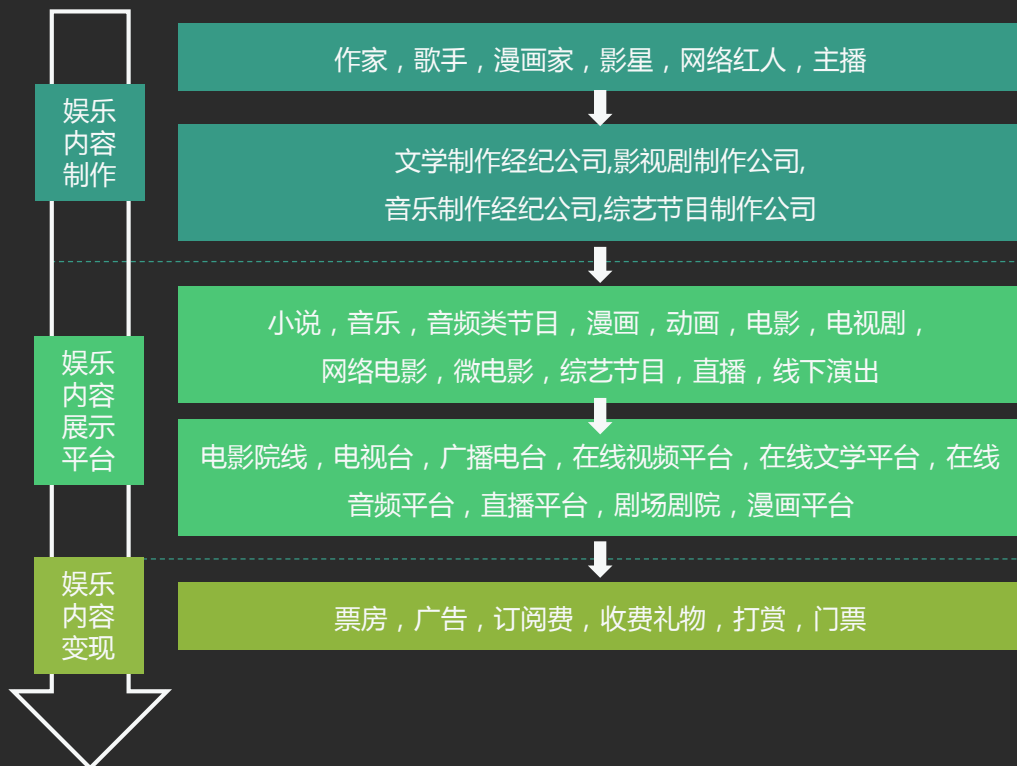 作家，歌手，漫画家，影星，网络红人，主播
娱乐
内容
制作
文学制作经纪公司,影视剧制作公司,
音乐制作经纪公司,综艺节目制作公司
小说，音乐，音频类节目，漫画，动画，电影，电视剧，
网络电影，微电影，综艺节目，直播，线下演出
娱乐
内容
展示
平台
电影院线，电视台，广播电台，在线视频平台，在线文学平台，在线
音频平台，直播平台，剧场剧院，漫画平台
娱乐
内容
变现
票房，广告，订阅费，收费礼物，打赏，门票